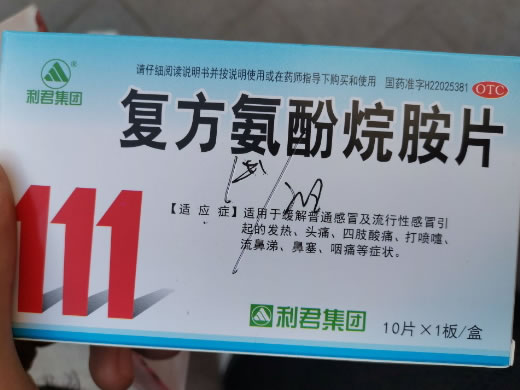 请仔细阅读说明书并按说明使用或在药师指导下购买和使用 国药准字H22025381 OTC
利君集团
复方氨酚烷胺片
111
【适应症】适用于缓解普通感冒及流行性感冒引
起的发热、头痛、四肢酸痛、打喷嚏、
流鼻涕、鼻塞、咽痛等症状。
利君集团
10片×1板/盒